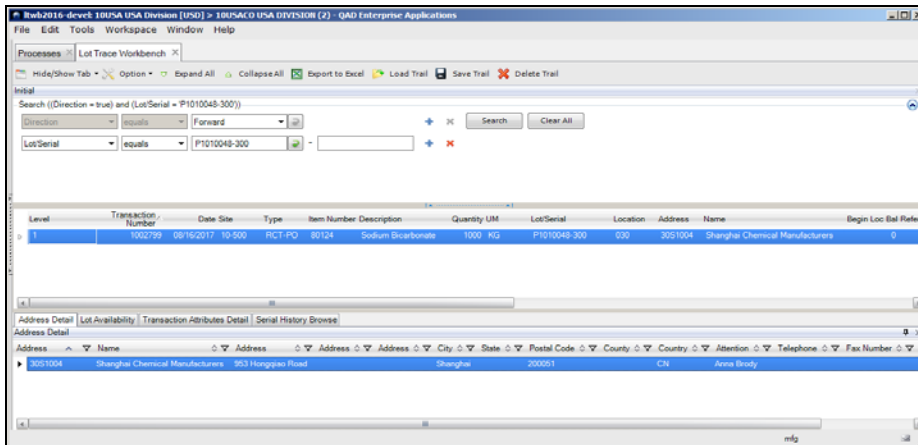 ltwb2016-devel: 10USA USA Division [USD] > 10USACO USA DIVISION (2) - QAD Enterprise Applications
File Edit Tools Workspace Window Help
Processes Lot Trace Workbench
Hide/Show Tab Option Expand All Collapse All Export to Excel Load Trail Save Trail Delete Trail
Initial
Search ((Direction = true) and (Lot/Serial = 'P1010048-300'))
Direction equals Forward Search Clear All
Lot/Serial equals P1010048-300 -
Level Transaction Number Date Site Type Item Number Description Quantity UM Lot/Serial Location Address Name Begin Loc Bal Refe
1 1002799 08/16/2017 10-500 RCT-PO 80124 Sodium Bicarbonate 1000 KG P1010048-300 030 30S1004 Shanghai Chemical Manufacturers 0
Address Detail Lot Availability Transaction Attributes Detail Serial History Browse
Address Detail
Address Name Address Address Address City State Postal Code County Country Attention Telephone Fax Number
30S1004 Shanghai Chemical Manufacturers 953 Hongqiao Road Shanghai 200051 CN Anna Brody
mfg